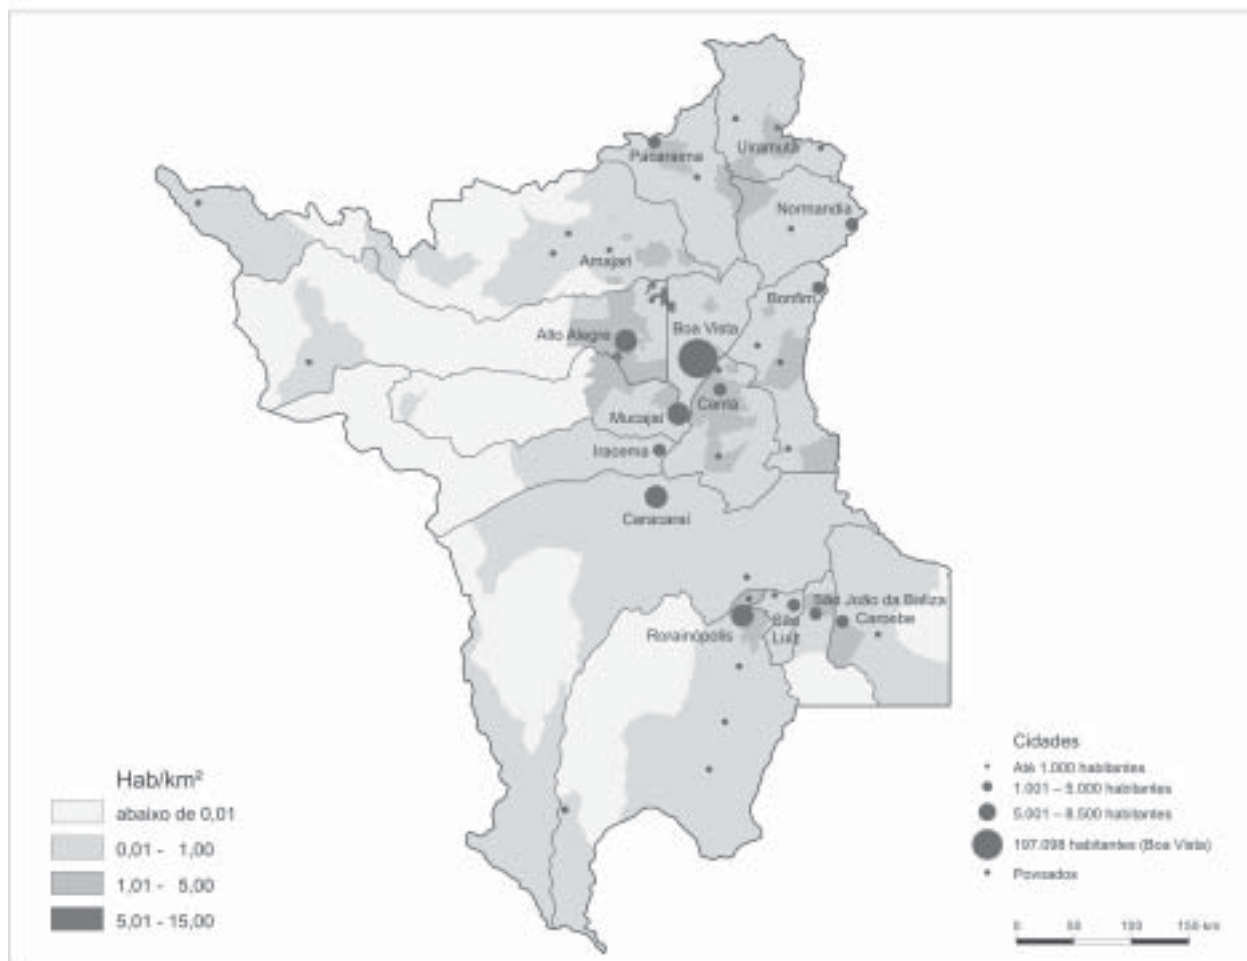 Uiramutã
Pacaraima
Normandia
Amajari
Bonfim
Boa Vista
Alto Alegre
Cantá
Mucajaí
Iracema
Caracaraí
São João da Baliza
Caroebe
São
Luiz
Rorainópolis
Hab/km²
abaixo de 0,01
0,01 - 1,00
1,01 - 5,00
5,01 - 15,00
Cidades
Até 1.000 habitantes
1.001 – 5.000 habitantes
5.001 – 8.500 habitantes
197.098 habitantes (Boa Vista)
Povoados
0 50 100 150 km